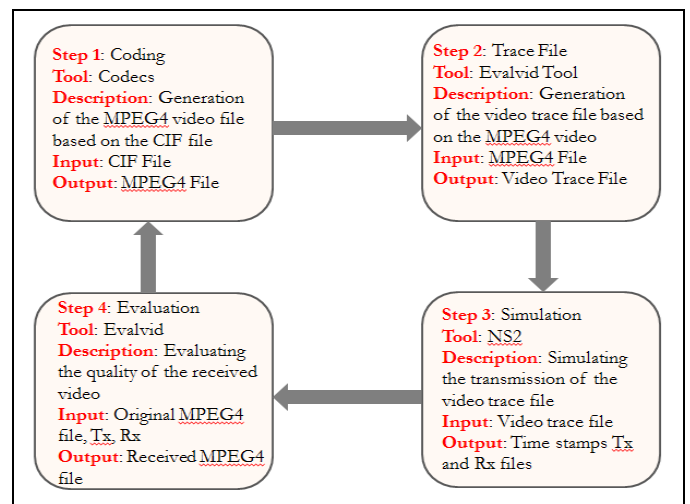 Step 1: Coding
Tool: Codecs
Description: Generation
of the MPEG4 video file
based on the CIF file
Input: CIF File
Output: MPEG4 File
Step 2: Trace File
Tool: Evalvid Tool
Description: Generation
of the video trace file based
on the MPEG4 video
Input: MPEG4 File
Output: Video Trace File
Step 3: Simulation
Tool: NS2
Description: Simulating
the transmission of the
video trace file
Input: Video trace file
Output: Time stamps Tx
and Rx files
Step 4: Evaluation
Tool: Evalvid
Description: Evaluating
the quality of the received
video
Input: Original MPEG4
file, Tx, Rx
Output: Received MPEG4
file